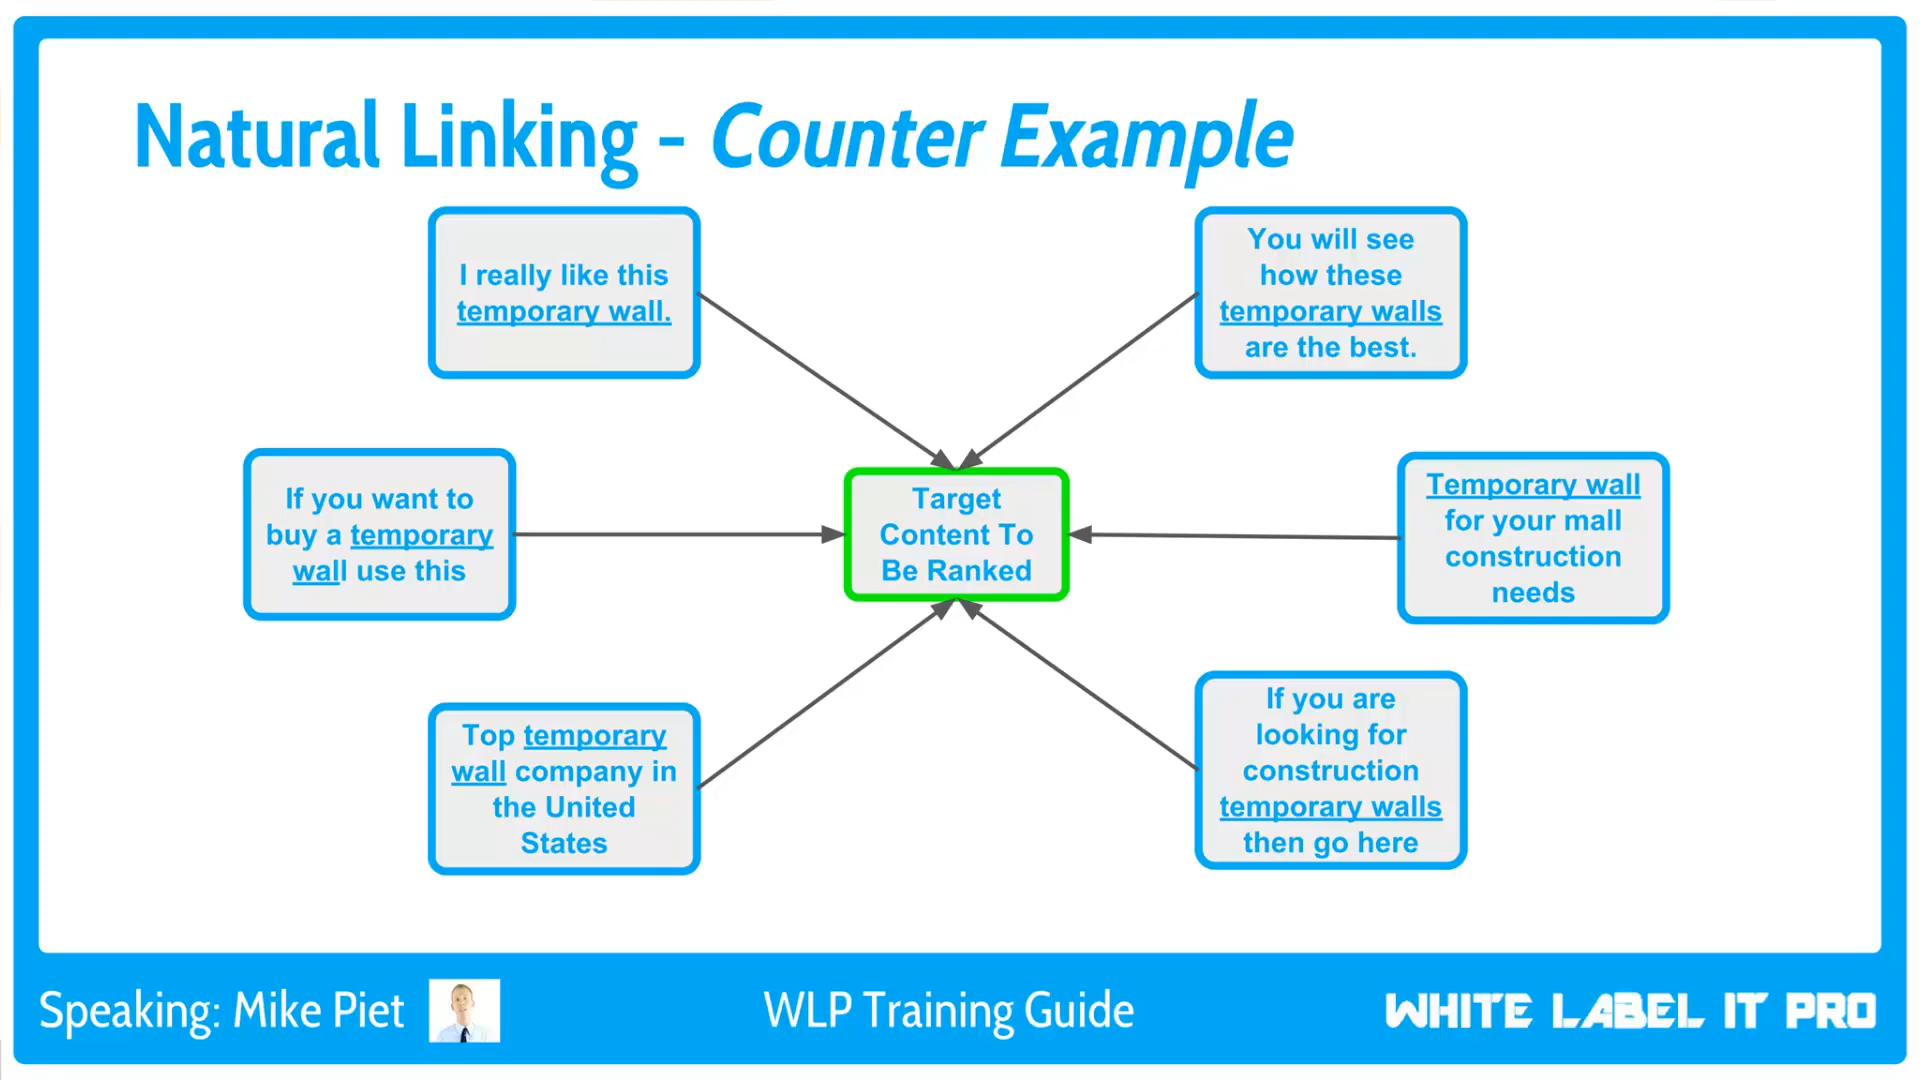 Natural Linking - Counter Example
I really like this
temporary wall.
You will see
how these
temporary walls
are the best.
If you want to
buy a temporary
wall use this
Target
Content To
Be Ranked
Temporary wall
for your mall
construction
needs
Top temporary
wall company in
the United
States
If you are
looking for
construction
temporary walls
then go here
Speaking: Mike Piet
WLP Training Guide
WHITE LABEL IT PRO